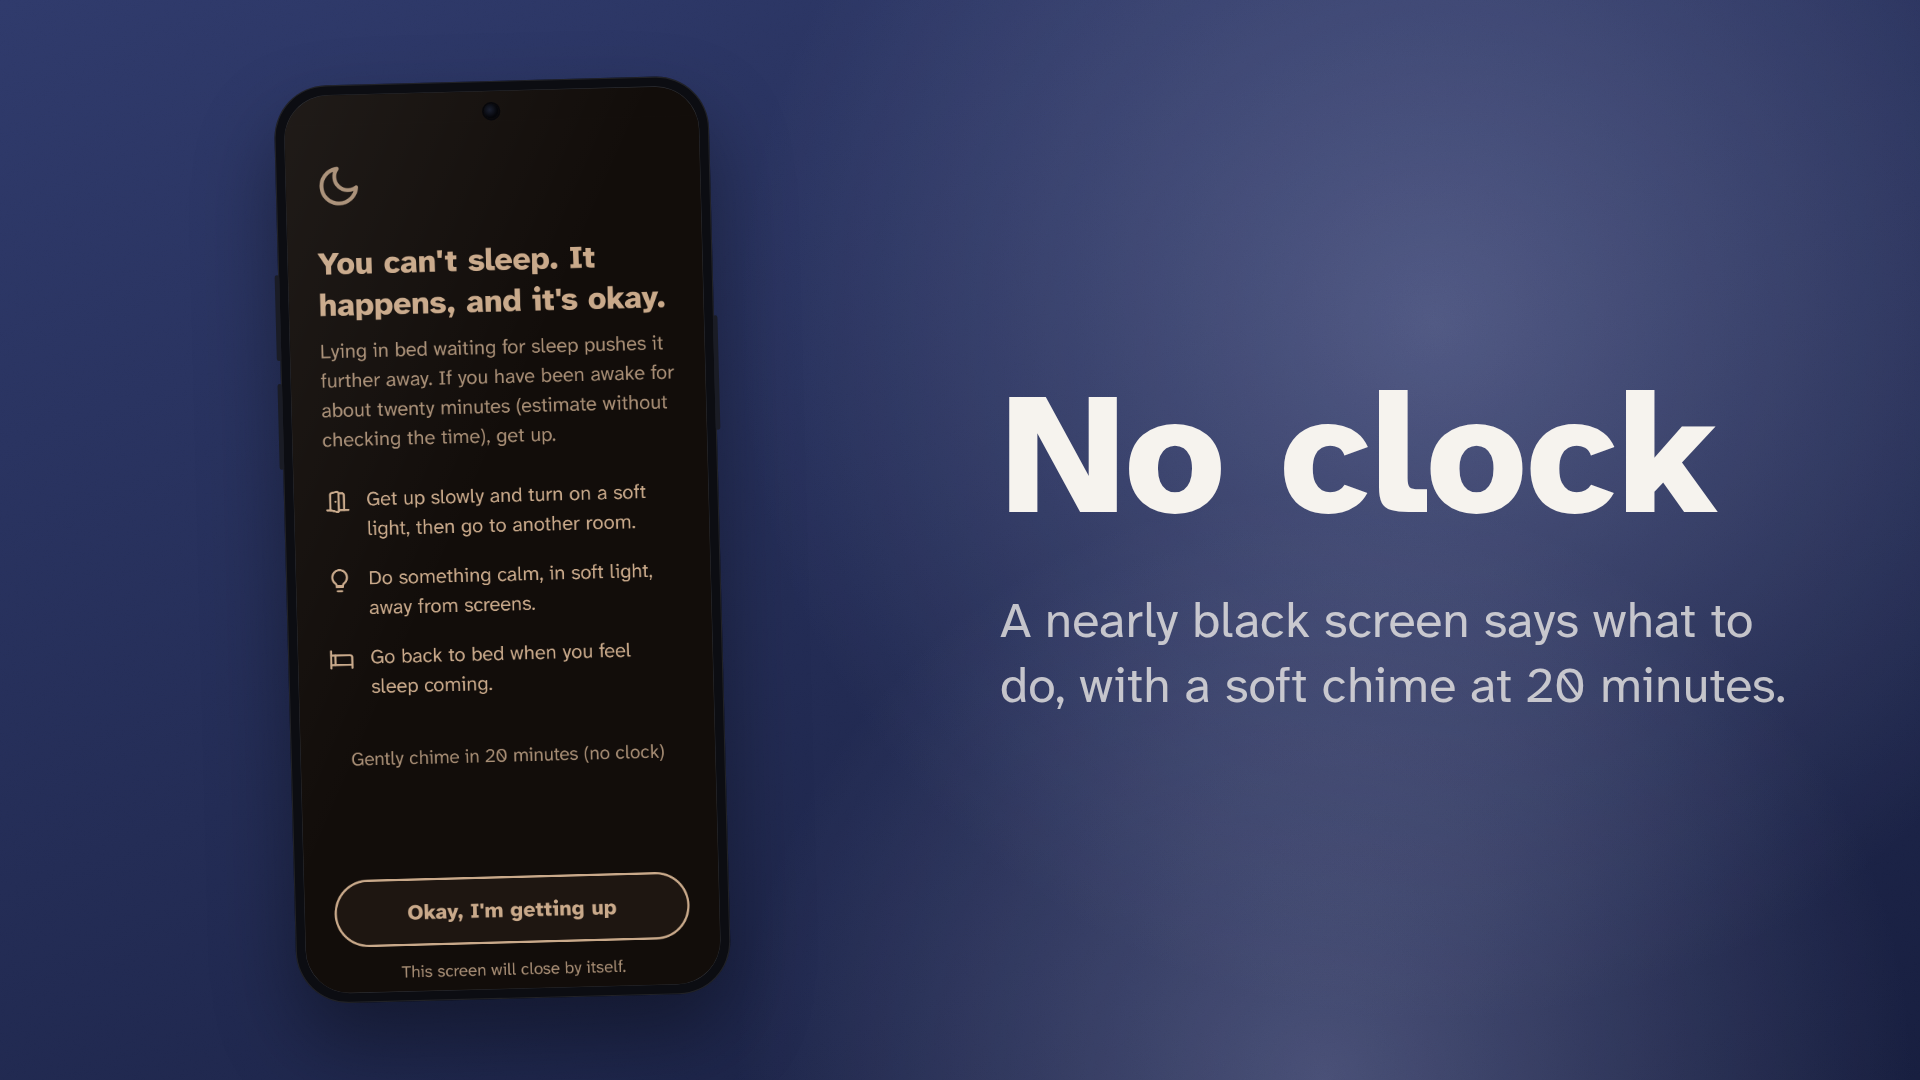 You can't sleep. It
happens, and it's okay.
Lying in bed waiting for sleep pushes it
further away. If you have been awake for
about twenty minutes (estimate without
checking the time), get up.
Get up slowly and turn on a soft
light, then go to another room.
Do something calm, in soft light,
away from screens.
Go back to bed when you feel
sleep coming.
Gently chime in 20 minutes (no clock)
Okay, I'm getting up
This screen will close by itself.
No clock
A nearly black screen says what to
do, with a soft chime at 20 minutes.